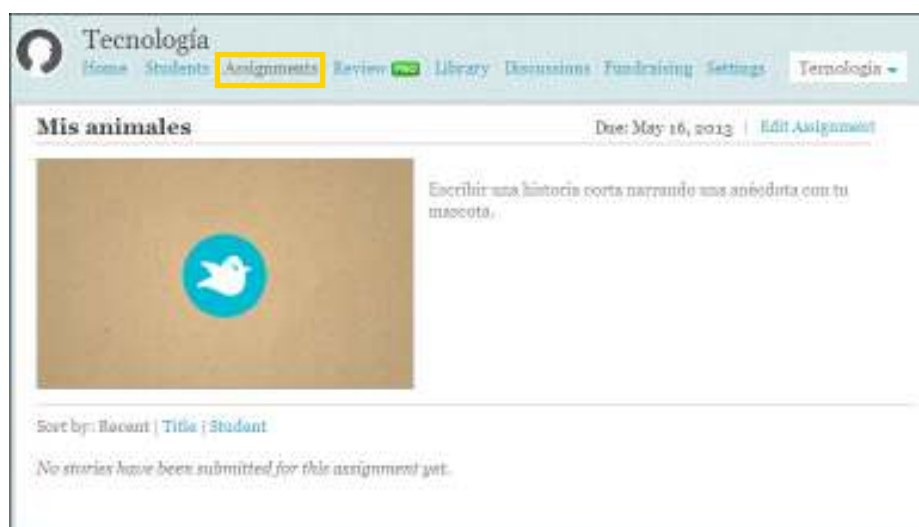 Tecnología
Home Students Assignments Review PRO Library Discussions Fundraising Settings Ternologia
Mis animales
Due: May 16, 2013 | Edit Assignment
Escribir una historia corta narrando una anécdota con tu
mascota.
Sort by: Recent | Title | Student
No stories have been submitted for this assignment yet.